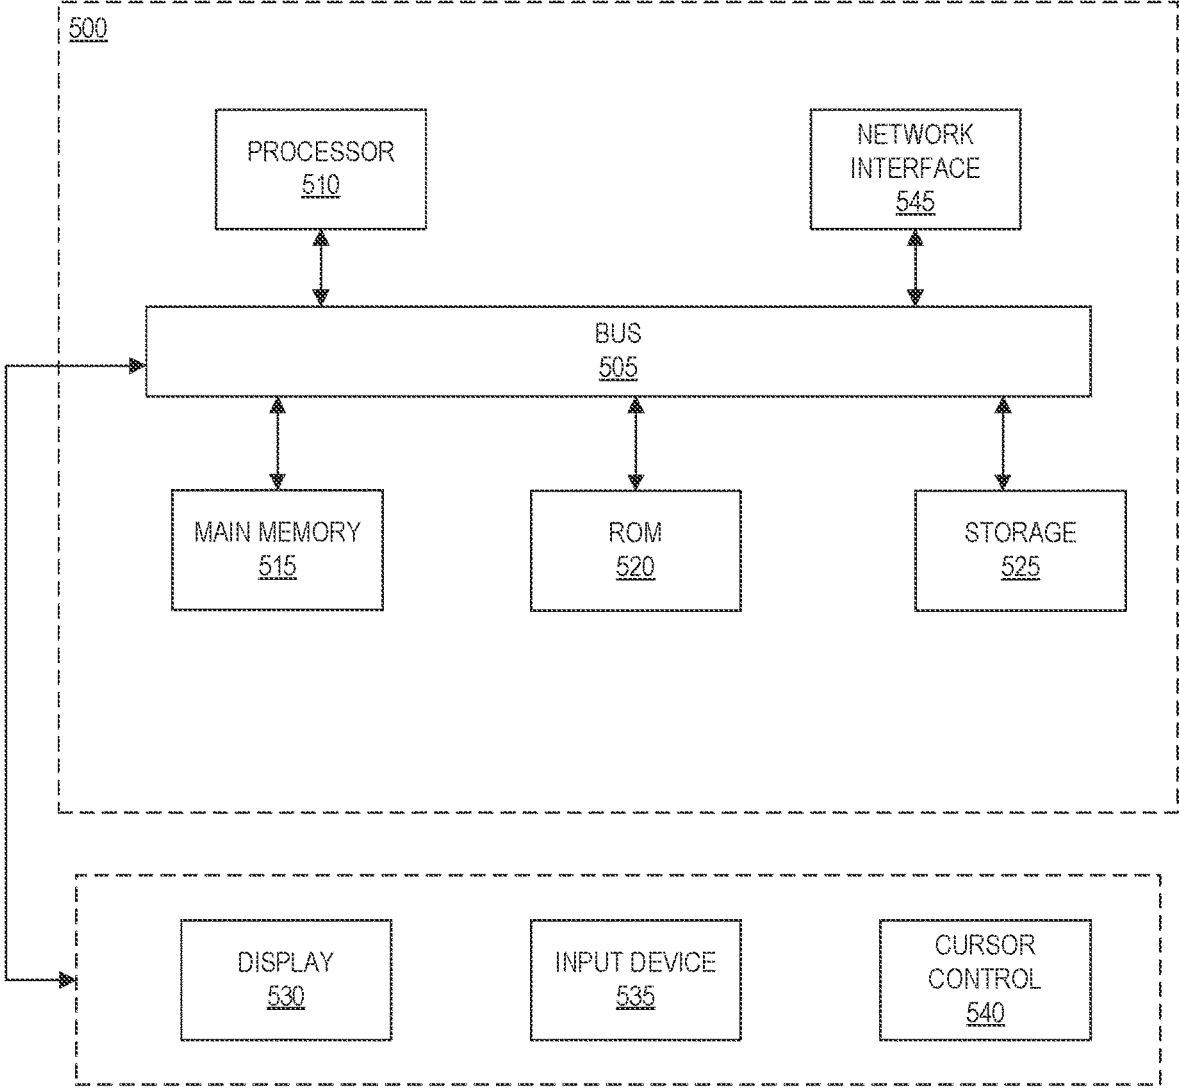 500
PROCESSOR
510
NETWORK
INTERFACE
545
BUS
505
MAIN MEMORY
515
ROM
520
STORAGE
525
DISPLAY
530
INPUT DEVICE
535
CURSOR
CONTROL
540